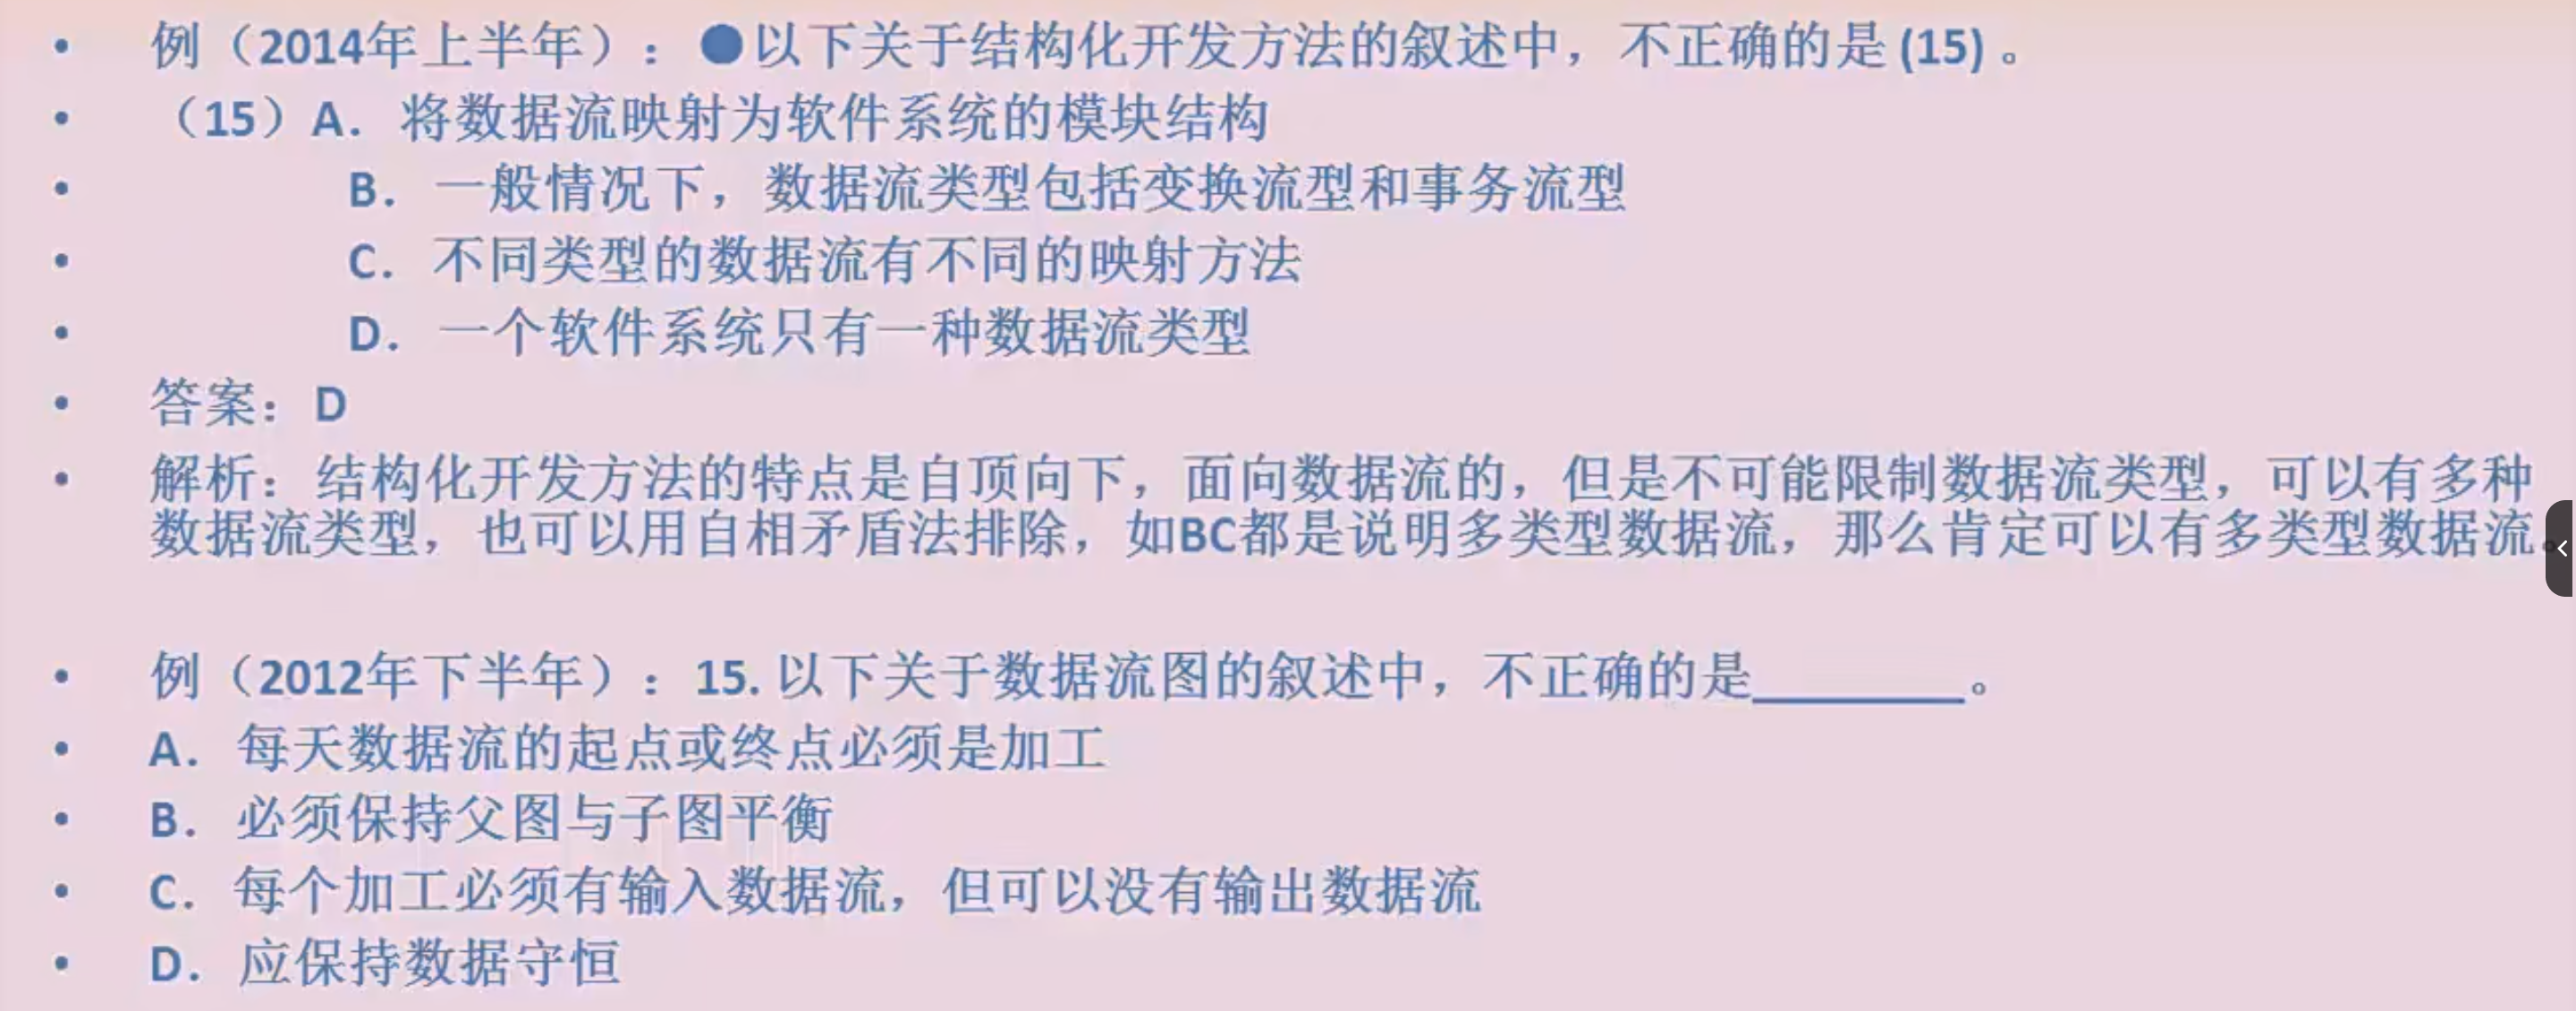 • 例（2014年上半年）：●以下关于结构化开发方法的叙述中，不正确的是 (15) 。
• （15）A. 将数据流映射为软件系统的模块结构
• B. 一般情况下，数据流类型包括变换流型和事务流型
• C. 不同类型的数据流有不同的映射方法
• D. 一个软件系统只有一种数据流类型
• 答案：D
• 解析：结构化开发方法的特点是自顶向下，面向数据流的，但是不可能限制数据流类型，可以有多种
数据流类型，也可以用自相矛盾法排除，如BC都是说明多类型数据流，那么肯定可以有多类型数据流。
• 例（2012年下半年）：15. 以下关于数据流图的叙述中，不正确的是________。
• A. 每天数据流的起点或终点必须是加工
• B. 必须保持父图与子图平衡
• C. 每个加工必须有输入数据流，但可以没有输出数据流
• D. 应保持数据守恒